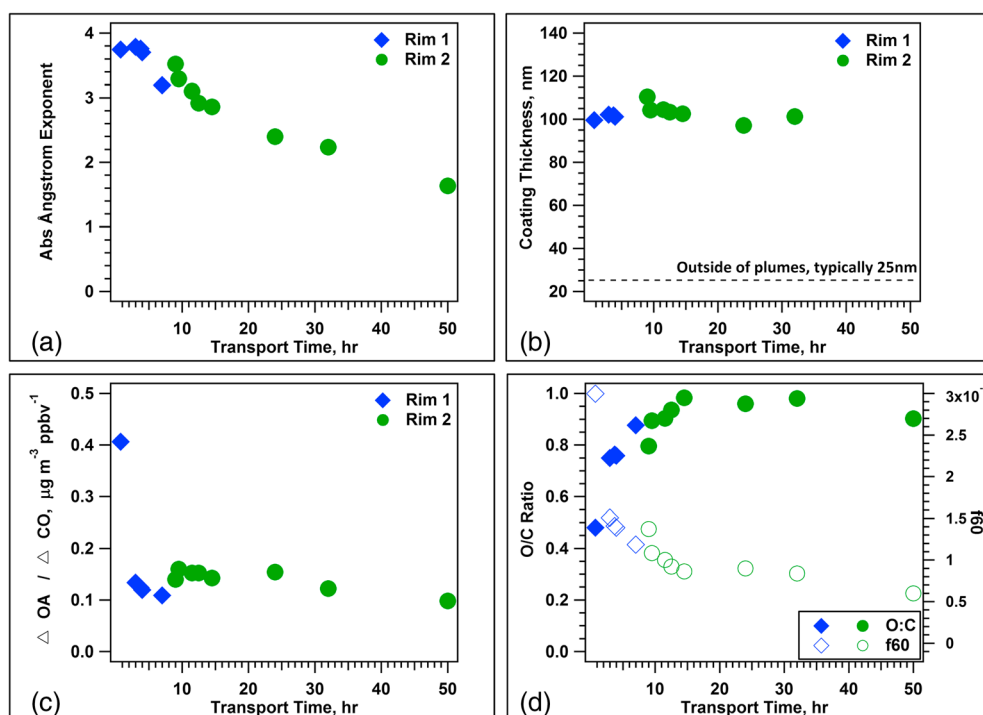 4
3
2
1
0
Abs Ångstrom Exponent
Rim 1
Rim 2
10
20
30
40
50
(a)
Transport Time, hr
140
120
100
80
60
40
20
Coating Thickness, nm
Rim 1
Rim 2
Outside of plumes, typically 25nm
10
20
30
40
50
(b)
Transport Time, hr
0.5
0.4
0.3
0.2
0.1
0.0
△ OA / △ CO, µg m⁻³ ppbv⁻¹
Rim 1
Rim 2
10
20
30
40
50
(c)
Transport Time, hr
1.0
0.8
0.6
0.4
0.2
0.0
O/C Ratio
3x10⁻
2.5
2
1.5
1
0.5
0
f60
O:C
f60
10
20
30
40
50
(d)
Transport Time, hr